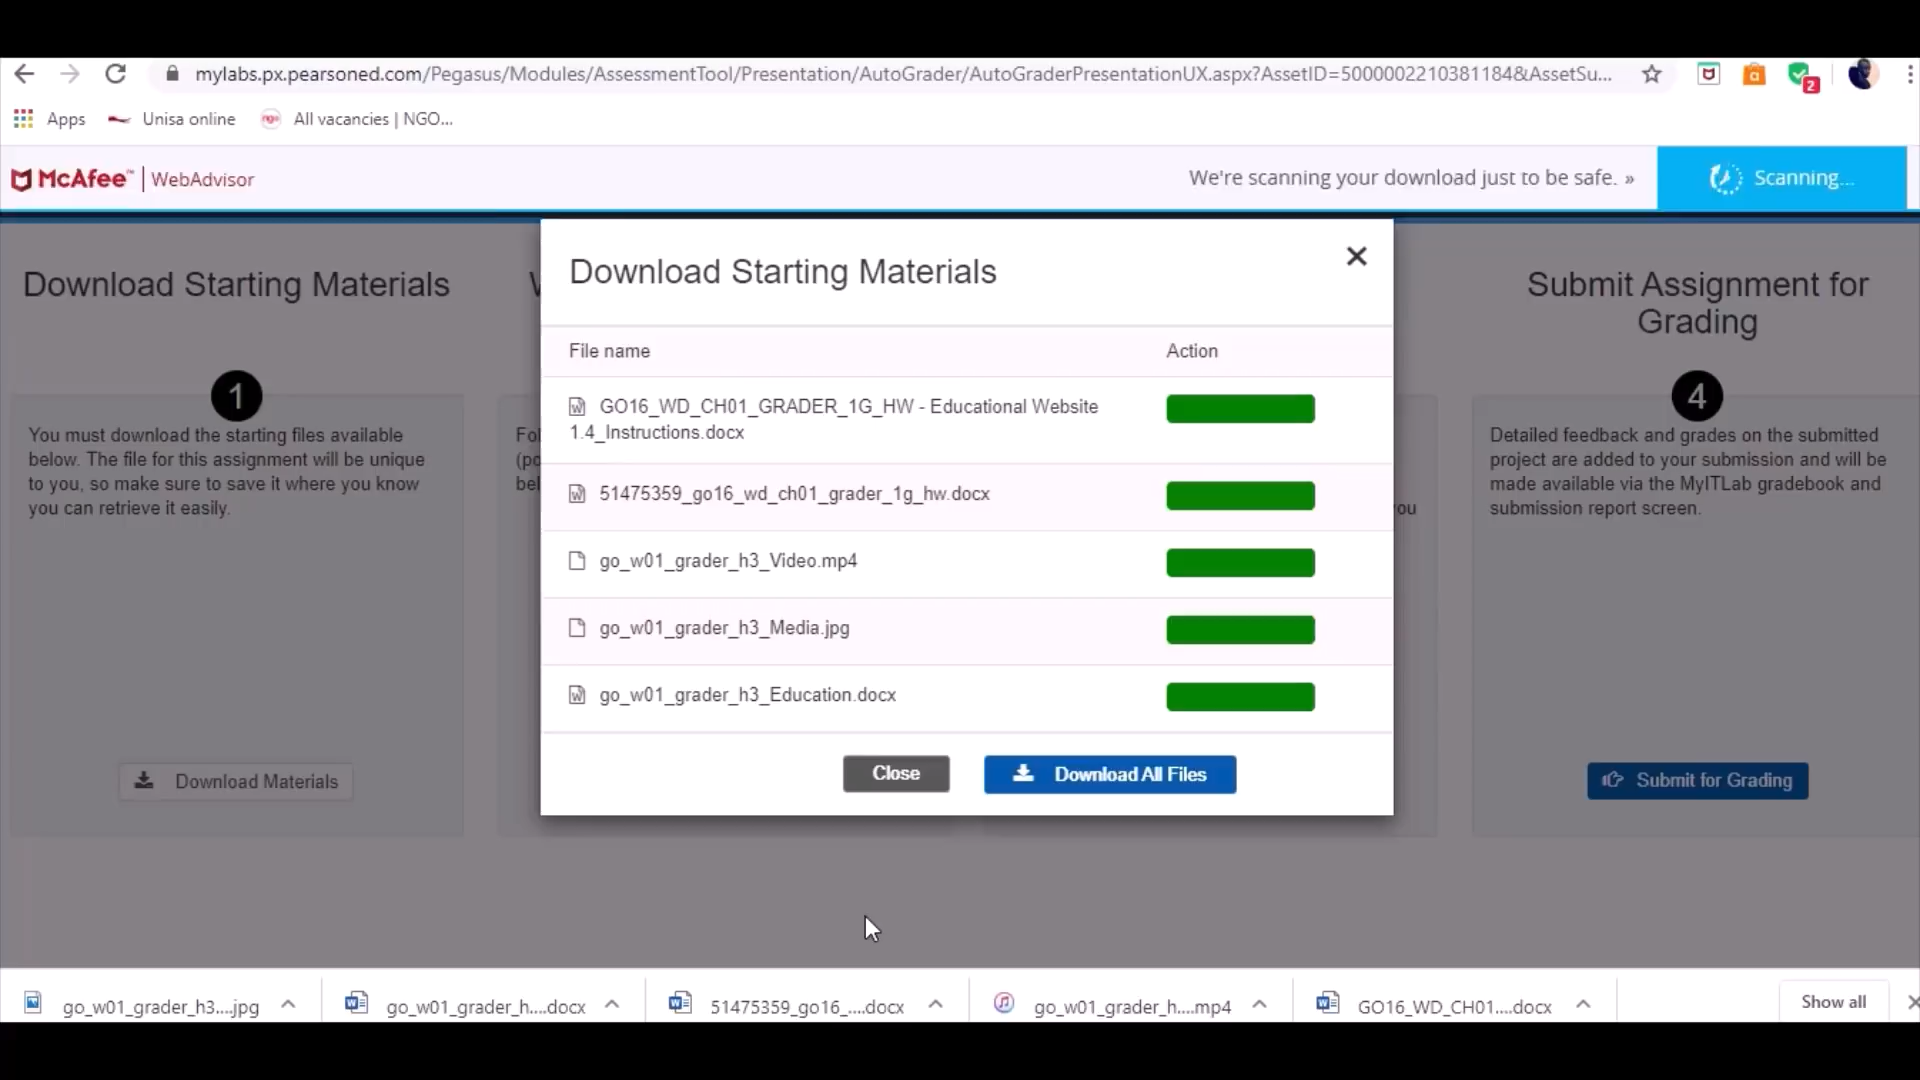 mylabs.px.pearsoned.com/Pegasus/Modules/AssessmentTool/Presentation/AutoGrader/AutoGraderPresentationUX.aspx?AssetID=5000002210381184&AssetSu...
2
Apps
Unisa online
ngo
All vacancies | NGO...
McAfee™ | WebAdvisor
We're scanning your download just to be safe. »
Scanning...
Download Starting Materials
1
You must download the starting files available
below. The file for this assignment will be unique
to you, so make sure to save it where you know
you can retrieve it easily.
Download Materials
Download Starting Materials
File name
Action
GO16_WD_CH01_GRADER_1G_HW - Educational Website
1.4_Instructions.docx
51475359_go16_wd_ch01_grader_1g_hw.docx
go_w01_grader_h3_Video.mp4
go_w01_grader_h3_Media.jpg
go_w01_grader_h3_Education.docx
Close
Download All Files
Submit Assignment for
Grading
4
Detailed feedback and grades on the submitted
project are added to your submission and will be
made available via the MyITLab gradebook and
submission report screen.
Submit for Grading
go_w01_grader_h3....jpg
go_w01_grader_h....docx
51475359_go16_....docx
go_w01_grader_h....mp4
GO16_WD_CH01....docx
Show all